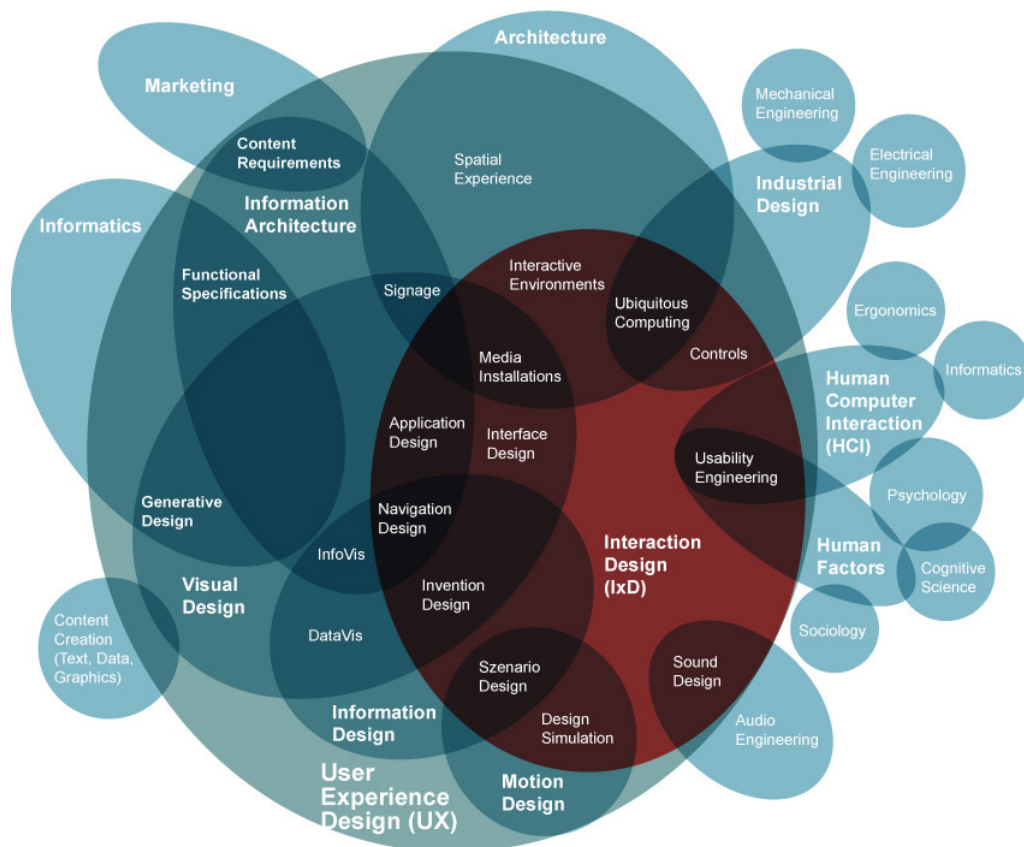 Architecture
Marketing
Mechanical
Engineering
Content
Requirements
Electrical
Engineering
Spatial
Experience
Industrial
Design
Information
Architecture
Informatics
Functional
Specifications
Signage
Interactive
Environments
Ubiquitous
Computing
Ergonomics
Controls
Media
Installations
Informatics
Human
Computer
Interaction
(HCI)
Application
Design
Interface
Design
Usability
Engineering
Psychology
Generative
Design
Navigation
Design
InfoVis
Interaction
Design
(IxD)
Human
Factors
Cognitive
Science
Visual
Design
Invention
Design
Content
Creation
(Text, Data,
Graphics)
DataVis
Sociology
Szenario
Design
Sound
Design
Information
Design
Design
Simulation
Audio
Engineering
User
Experience
Design (UX)
Motion
Design